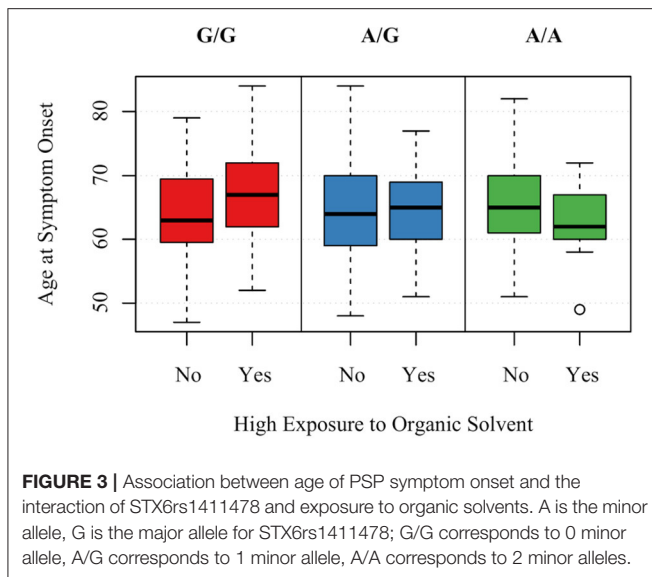 G/G A/G A/A
Age at Symptom Onset
80
70
60
50
No Yes No Yes No Yes
High Exposure to Organic Solvent
FIGURE 3 | Association between age of PSP symptom onset and the
interaction of STX6rs1411478 and exposure to organic solvents. A is the minor
allele, G is the major allele for STX6rs1411478; G/G corresponds to 0 minor
allele, A/G corresponds to 1 minor allele, A/A corresponds to 2 minor alleles.